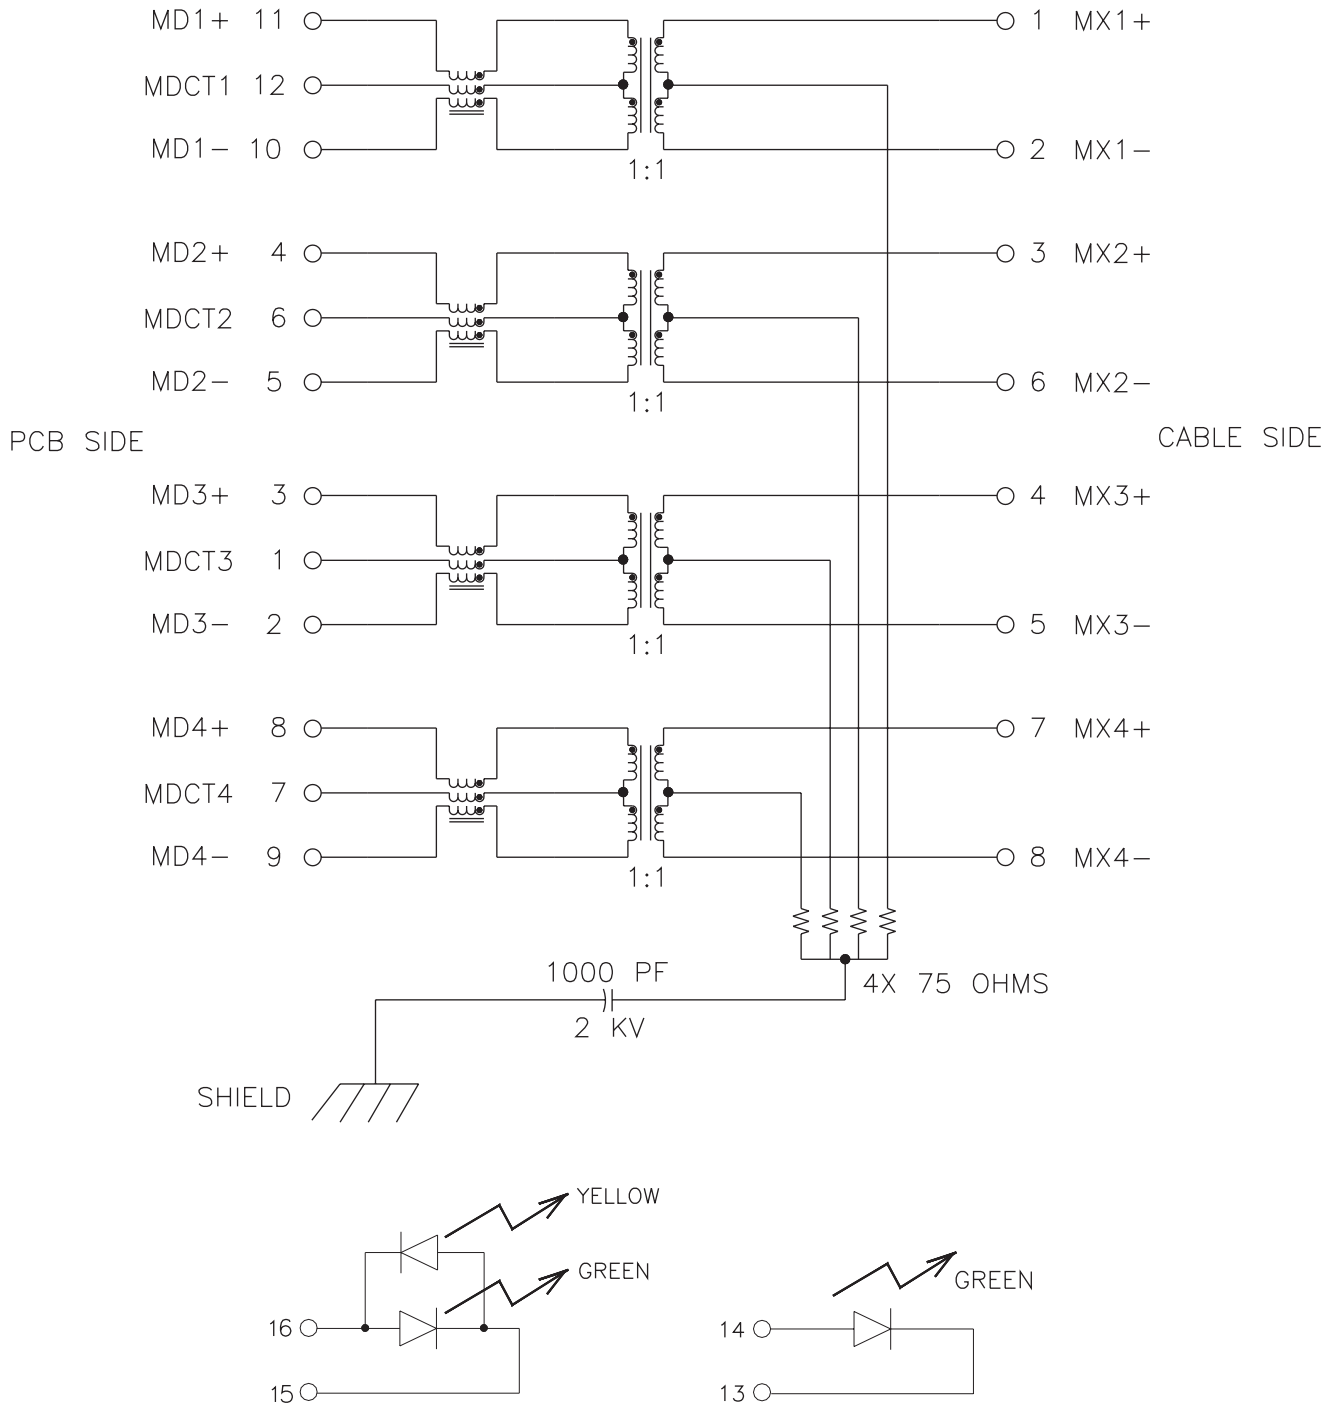 MD1+ 11 1 MX1+
MDCT1 12
MD1- 10 2 MX1-
1:1
MD2+ 4 3 MX2+
MDCT2 6
MD2- 5 6 MX2-
1:1
PCB SIDE CABLE SIDE
MD3+ 3 4 MX3+
MDCT3 1
MD3- 2 5 MX3-
1:1
MD4+ 8 7 MX4+
MDCT4 7
MD4- 9 8 MX4-
1:1
1000 PF
4X 75 OHMS
2 KV
SHIELD
YELLOW
GREEN
GREEN
16
14
15
13